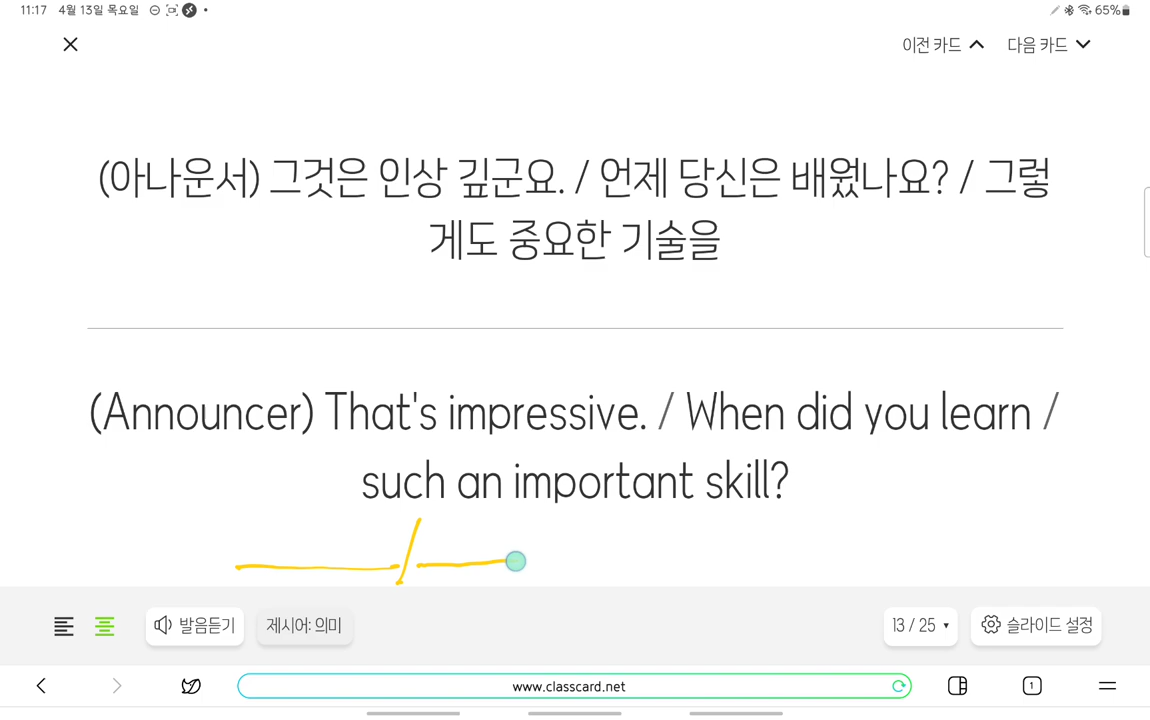 11:17 4월 13일 목요일
65%
이전 카드
다음 카드
(아나운서) 그것은 인상 깊군요. / 언제 당신은 배웠나요? / 그렇
게도 중요한 기술을
(Announcer) That's impressive. / When did you learn /
such an important skill?
발음듣기
제시어: 의미
13 / 25
슬라이드 설정
www.classcard.net
1